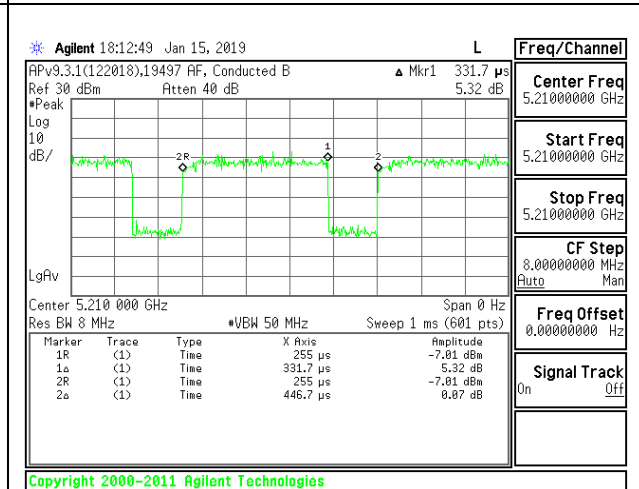 Agilent 18:12:49 Jan 15, 2019 L
APv9.3.1(122018),19497 AF, Conducted B Δ Mkr1 331.7 µs
Ref 30 dBm Atten 40 dB 5.32 dB
#Peak
Log
10
dB/
1
2R
2
LgAv
Center 5.210 000 GHz Span 0 Hz
Res BW 8 MHz #VBW 50 MHz Sweep 1 ms (601 pts)
Marker Trace Type X Axis Amplitude
1R (1) Time 255 µs -7.01 dBm
1Δ (1) Time 331.7 µs 5.32 dB
2R (1) Time 255 µs -7.01 dBm
2Δ (1) Time 446.7 µs 0.07 dB
Copyright 2000-2011 Agilent Technologies
Freq/Channel
Center Freq
5.21000000 GHz
Start Freq
5.21000000 GHz
Stop Freq
5.21000000 GHz
CF Step
8.00000000 MHz
Auto Man
Freq Offset
0.00000000 Hz
Signal Track
On Off